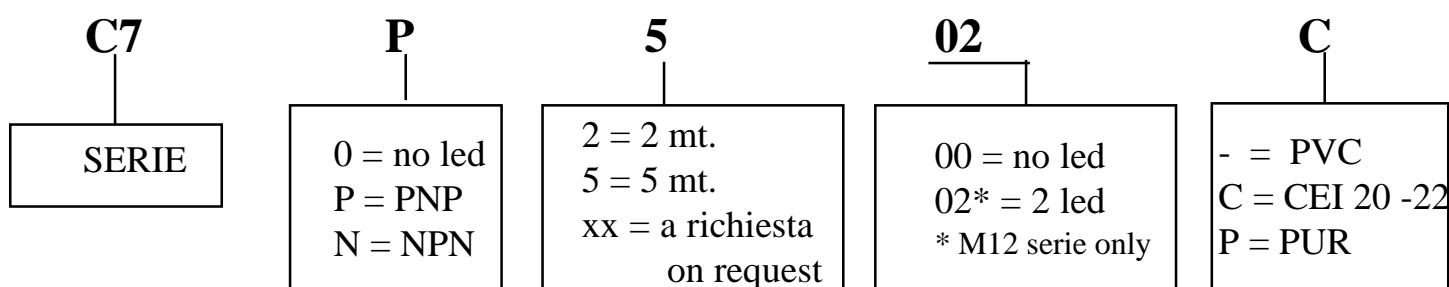 C7 P 5 02 C
SERIE
0 = no led
P = PNP
N = NPN
2 = 2 mt.
5 = 5 mt.
xx = a richiesta
on request
00 = no led
02* = 2 led
* M12 serie only
- = PVC
C = CEI 20 -22
P = PUR